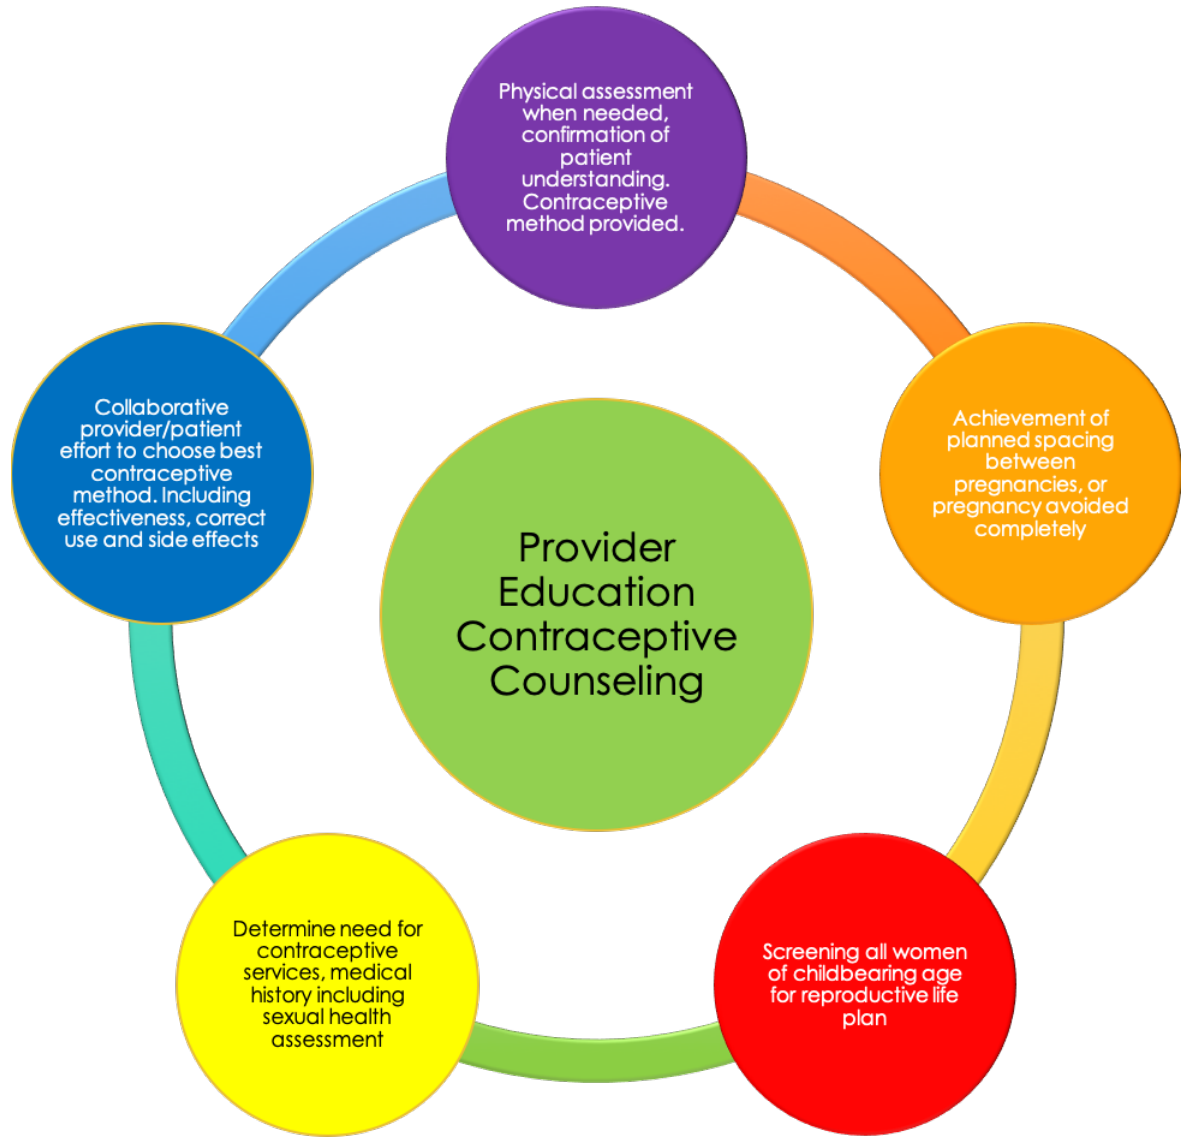 Physical assessment
when needed,
confirmation of
patient
understanding.
Contraceptive
method provided.
Achievement of
planned spacing
between
pregnancies, or
pregnancy avoided
completely
Screening all women
of childbearing age
for reproductive life
plan
Determine need for
contraceptive
services, medical
history including
sexual health
assessment
Collaborative
provider/patient
effort to choose best
contraceptive
method. Including
effectiveness, correct
use and side effects
Provider
Education
Contraceptive
Counseling